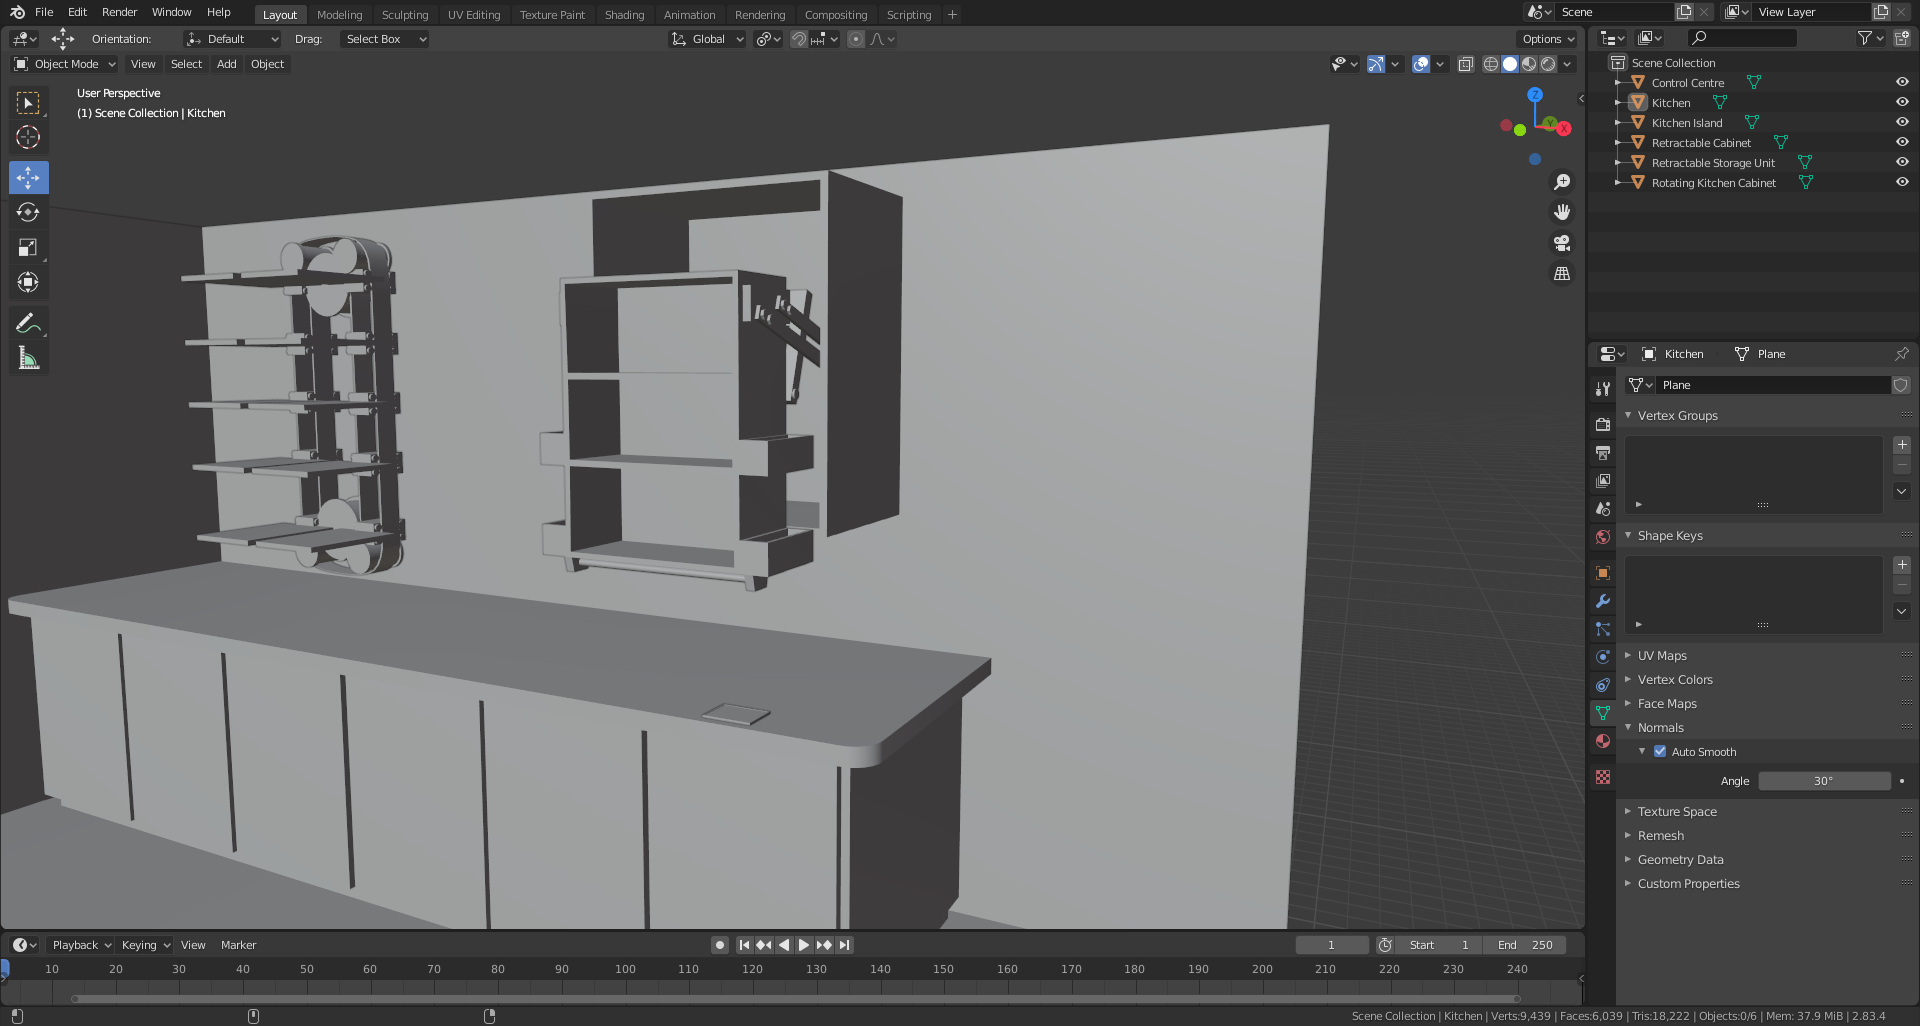 File Edit Render Window Help Layout Modeling Sculpting UV Editing Texture Paint Shading Animation Rendering Compositing Scripting + Scene View Layer
Orientation: Default Drag: Select Box Global Options
Object Mode View Select Add Object
User Perspective
(1) Scene Collection | Kitchen
Z
Y
X
Scene Collection
Control Centre
Kitchen
Kitchen Island
Retractable Cabinet
Retractable Storage Unit
Rotating Kitchen Cabinet
Kitchen Plane
Plane
Vertex Groups
Shape Keys
UV Maps
Vertex Colors
Face Maps
Normals
Auto Smooth
Angle 30°
Texture Space
Remesh
Geometry Data
Custom Properties
Playback Keying View Marker 1 Start 1 End 250
10 20 30 40 50 60 70 80 90 100 110 120 130 140 150 160 170 180 190 200 210 220 230 240
Scene Collection | Kitchen | Verts:9,439 | Faces:6,039 | Tris:18,222 | Objects:0/6 | Mem: 37.9 MiB | 2.83.4